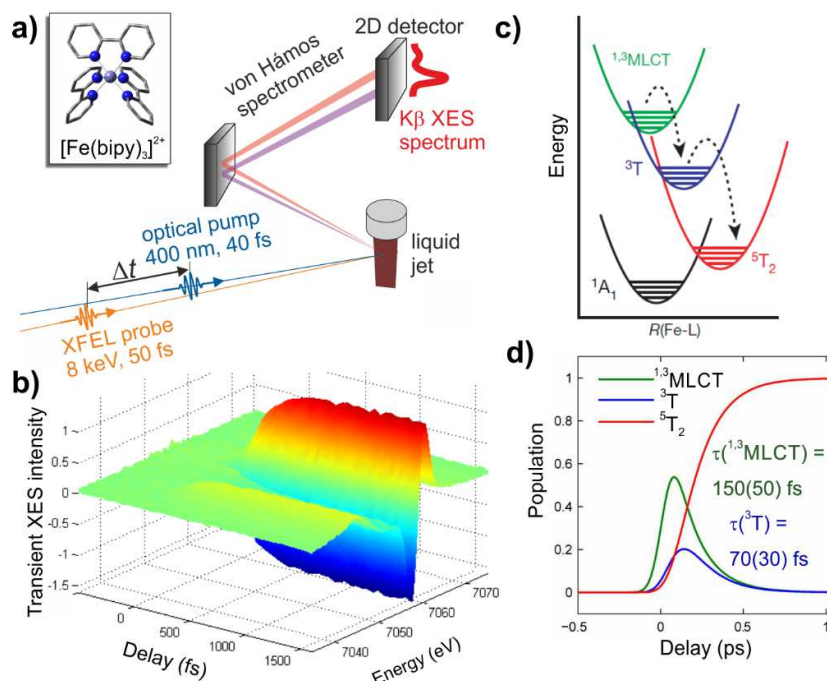 a)
[Fe(bipy)₃]²⁺
von Hámos
spectrometer
2D detector
Kβ XES
spectrum
optical pump
400 nm, 40 fs
Δt
liquid
jet
XFEL probe
8 keV, 50 fs
b)
Transient XES intensity
1
0.5
0
-0.5
-1
-1.5
0
500
1000
1500
Delay (fs)
7040
7050
7060
7070
Energy (eV)
c)
Energy
¹,³MLCT
³T
⁵T₂
¹A₁
R(Fe-L)
d)
Population
1
0.8
0.6
0.4
0.2
0
¹,³MLCT
³T
⁵T₂
τ(¹,³MLCT) =
150(50) fs
τ(³T) =
70(30) fs
-0.5
0
0.5
1
Delay (ps)